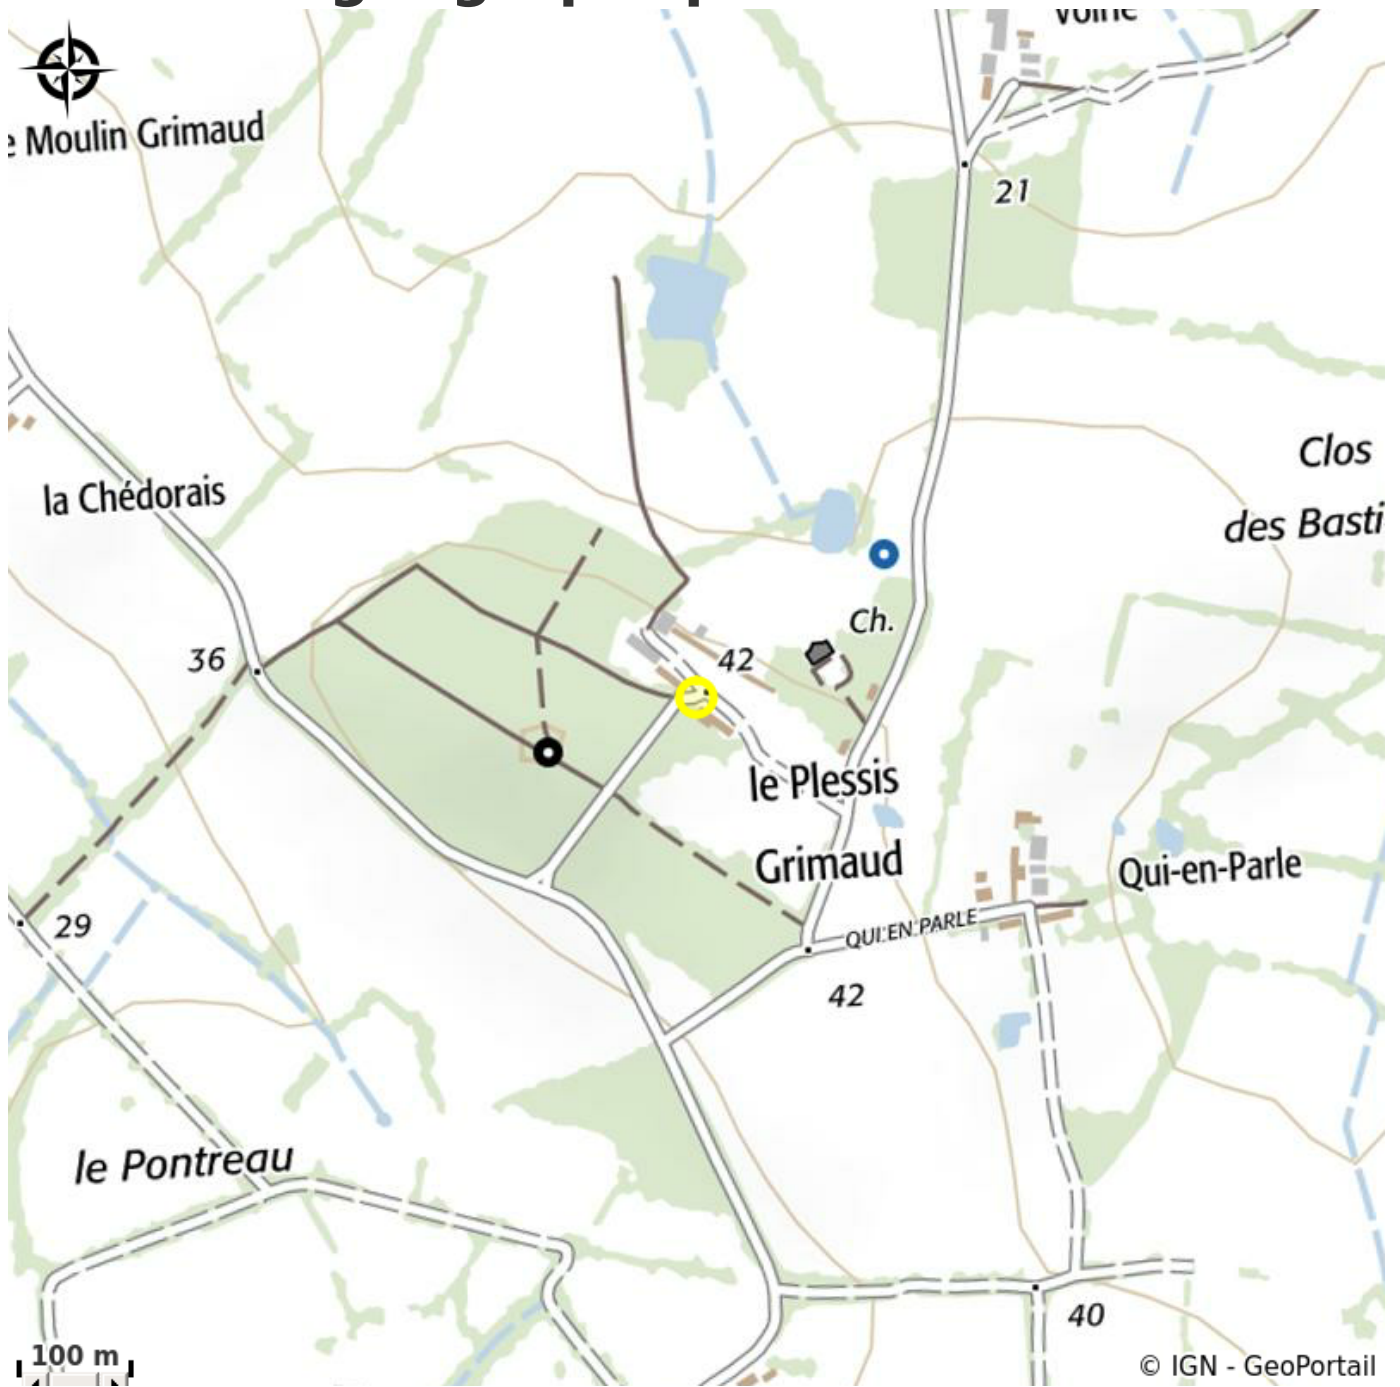 Moulin Grimaud
21
Clos
des Basti
la Chédorais
Ch.
36
42
le Plessis
Grimaud
Qui-en-Parle
QUI EN PARLE
29
42
le Pontreau
40
100 m
© IGN - GeoPortail